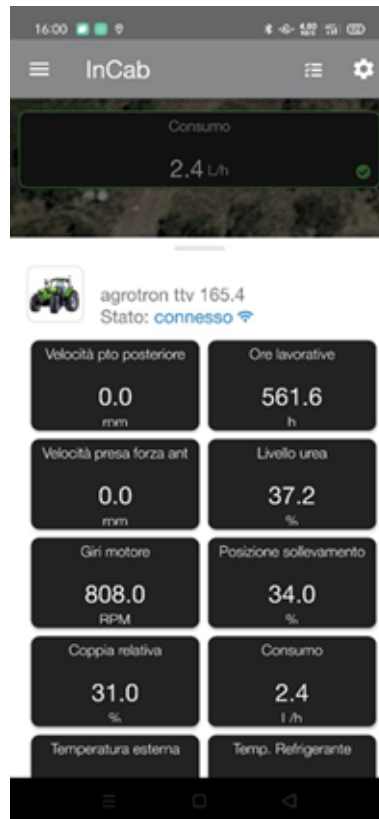 16:00
InCab
Consumo
2.4 L/h
agrotron ttv 165.4
Stato: connesso
Velocità pto posteriore
0.0
rpm
Ore lavorative
561.6
h
Velocità presa forza ant
0.0
rpm
Livello urea
37.2
%
Giri motore
808.0
RPM
Posizione sollevamento
34.0
%
Coppia relativa
31.0
%
Consumo
2.4
L/h
Temperatura esterna
Temp. Refrigerante